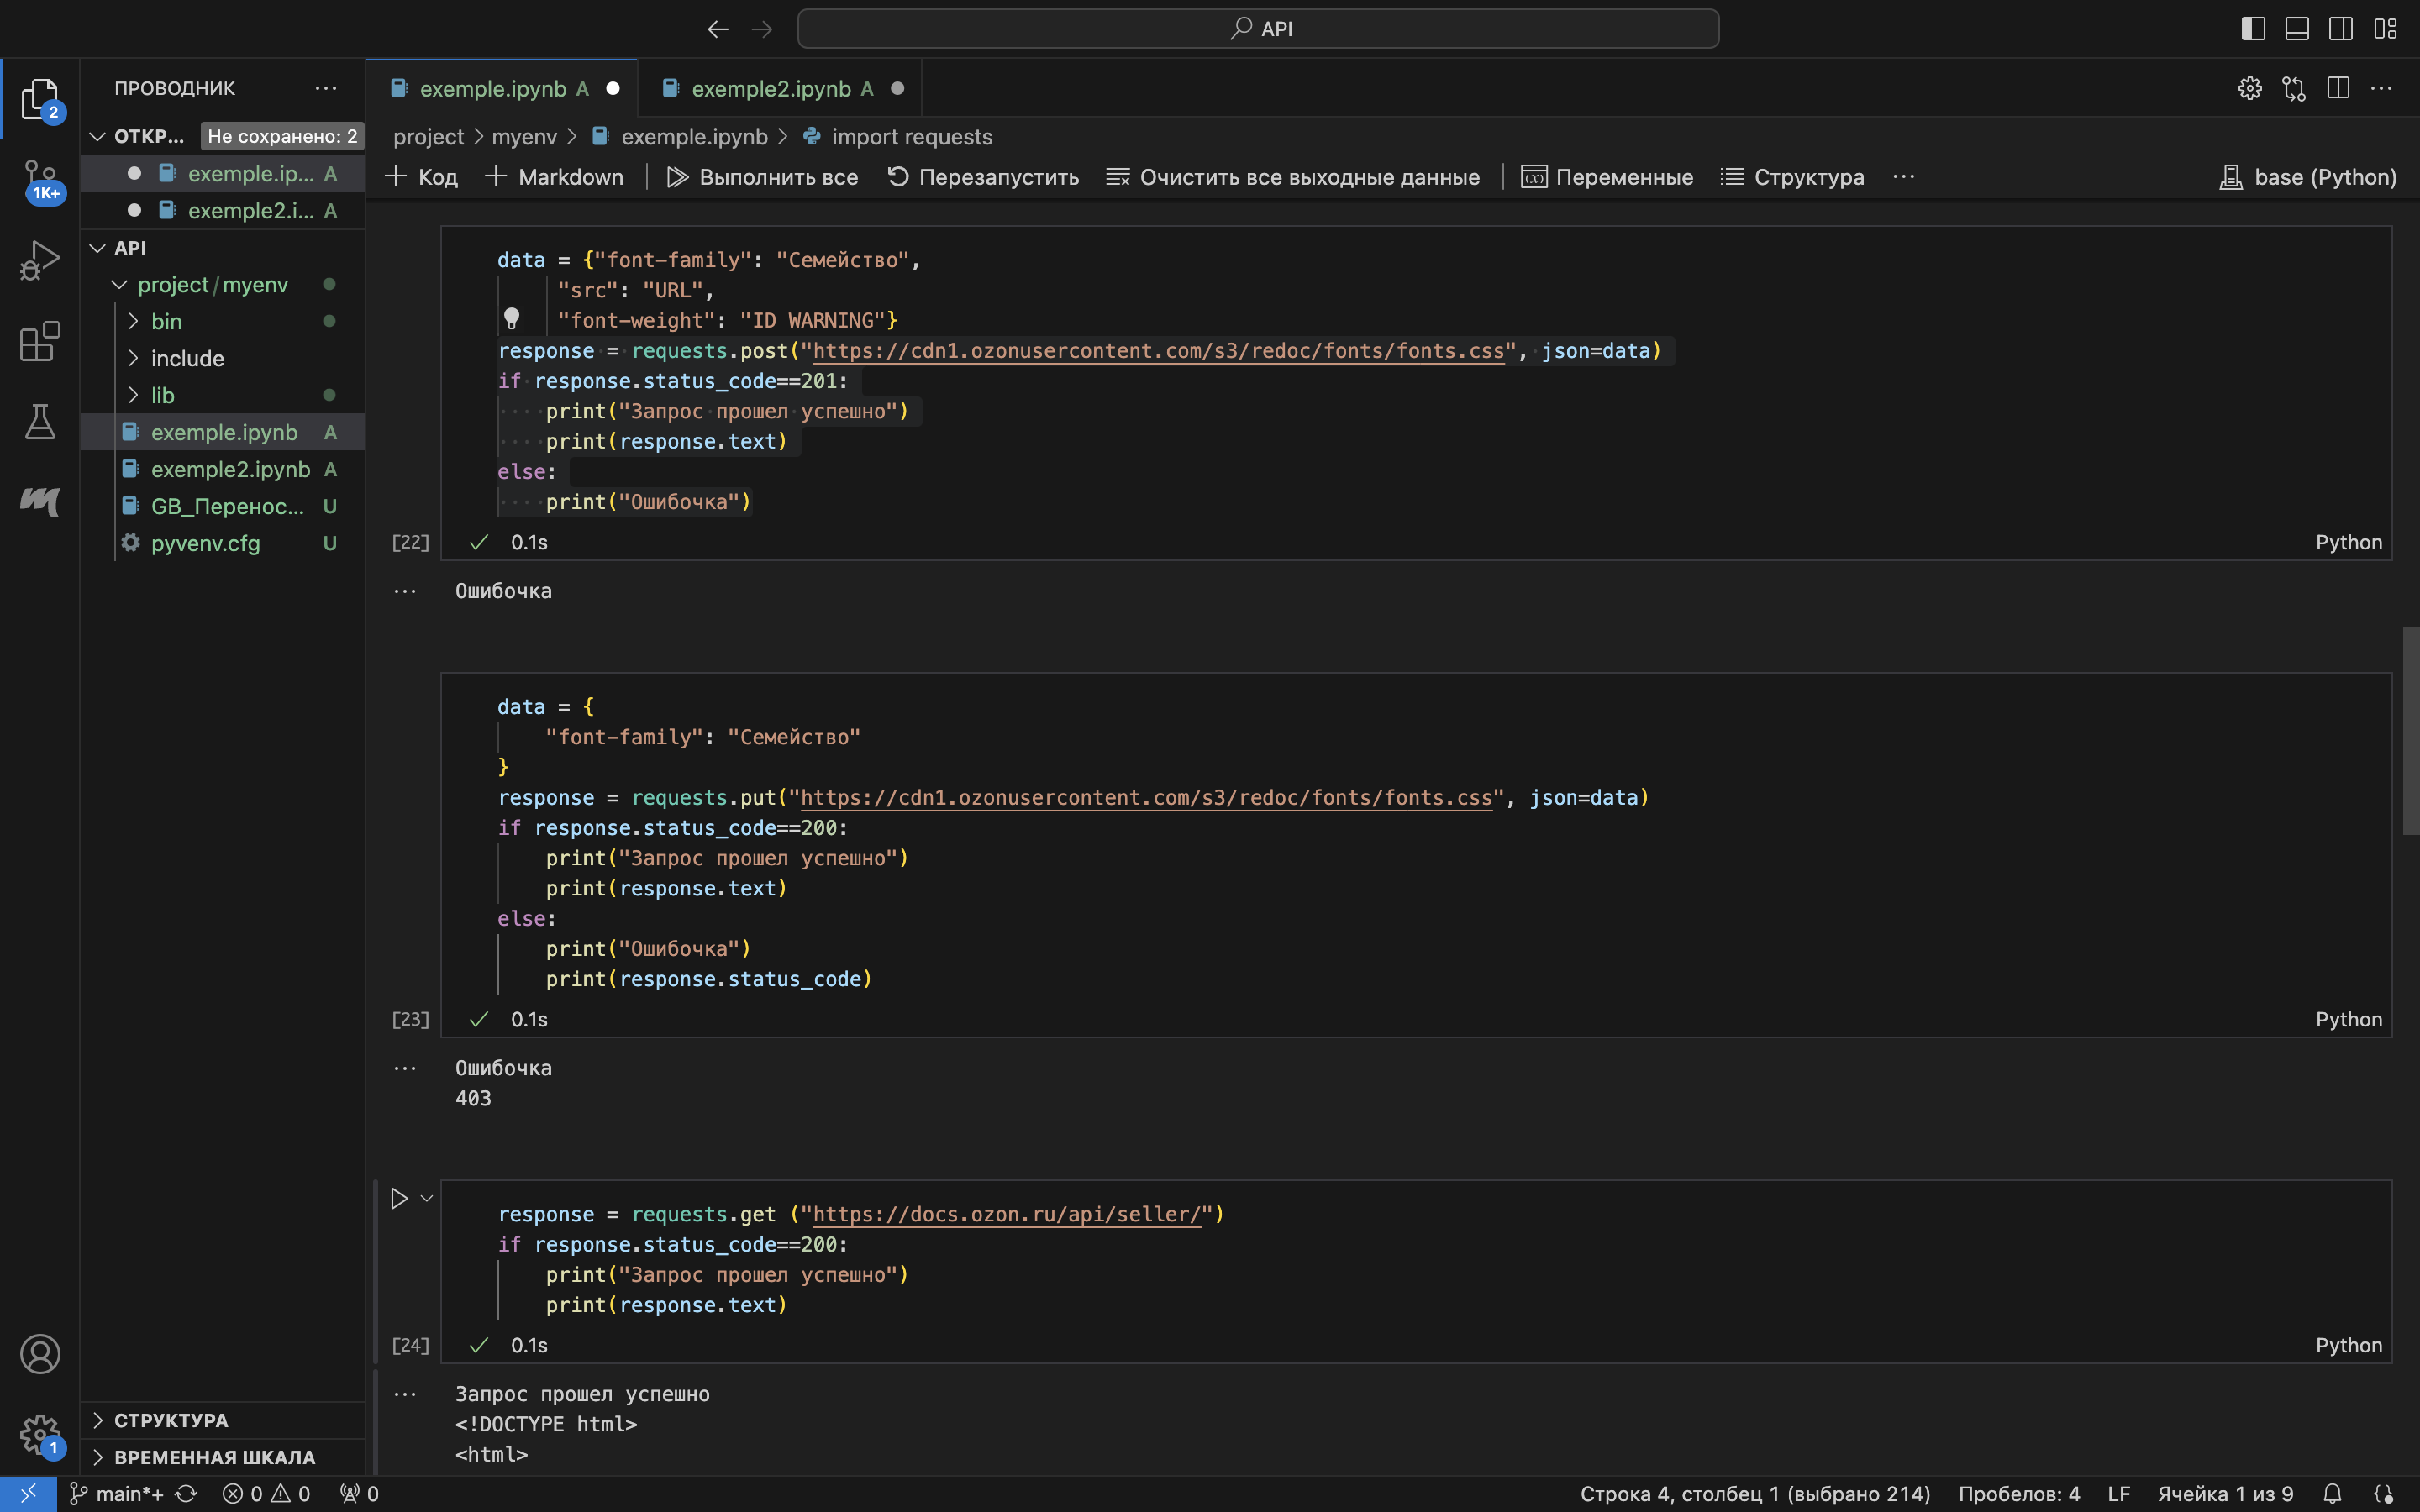 API
ПРОВОДНИК ···
exemple.ipynb A
exemple2.ipynb A
2
ОТКР... Не сохранено: 2
project > myenv > exemple.ipynb > import requests
exemple.ip... A
+ Код + Markdown Выполнить все Перезапустить Очистить все выходные данные Переменные Структура ··· base (Python)
1K+
exemple2.i... A
API
project / myenv
bin
include
lib
exemple.ipynb A
exemple2.ipynb A
GB_Перенос... U
pyvenv.cfg U
data = {"font-family": "Семейство",
"src": "URL",
"font-weight": "ID WARNING"}
response = requests.post("https://cdn1.ozonusercontent.com/s3/redoc/fonts/fonts.css", json=data)
if response.status_code==201:
print("Запрос прошел успешно")
print(response.text)
else:
print("Ошибочка")
[22] 0.1s Python
Ошибочка
data = {
"font-family": "Семейство"
}
response = requests.put("https://cdn1.ozonusercontent.com/s3/redoc/fonts/fonts.css", json=data)
if response.status_code==200:
print("Запрос прошел успешно")
print(response.text)
else:
print("Ошибочка")
print(response.status_code)
[23] 0.1s Python
Ошибочка
403
response = requests.get ("https://docs.ozon.ru/api/seller/")
if response.status_code==200:
print("Запрос прошел успешно")
print(response.text)
[24] 0.1s Python
Запрос прошел успешно
<!DOCTYPE html>
<html>
СТРУКТУРА
1
ВРЕМЕННАЯ ШКАЛА
main*+ 0 0 0 Строка 4, столбец 1 (выбрано 214) Пробелов: 4 LF Ячейка 1 из 9